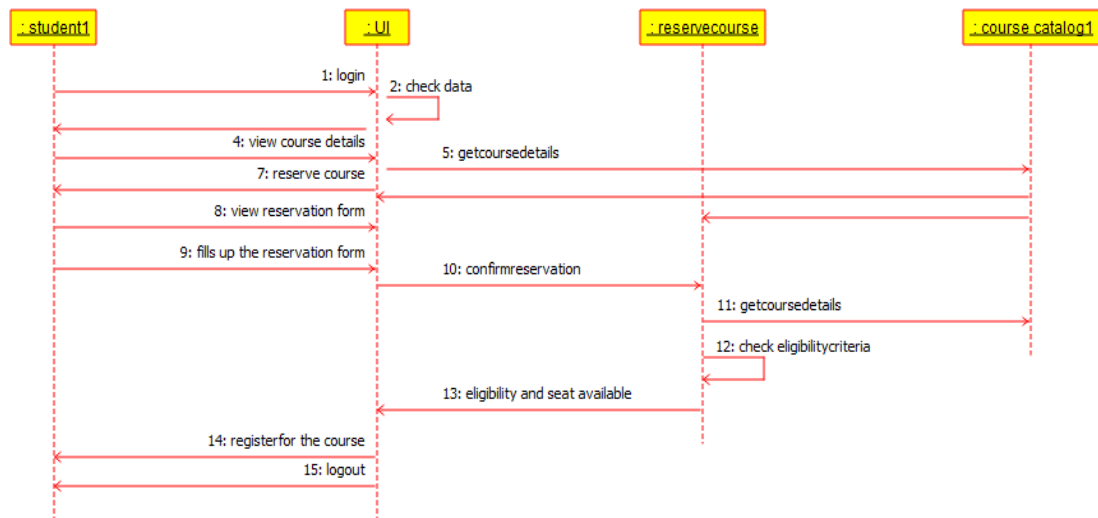 : student1
: UI
: reservecourse
: course catalog1
1: login
2: check data
4: view course details
5: getcoursedetails
7: reserve course
8: view reservation form
9: fills up the reservation form
10: confirmreservation
11: getcoursedetails
12: check eligibilitycriteria
13: eligibility and seat available
14: registerfor the course
15: logout